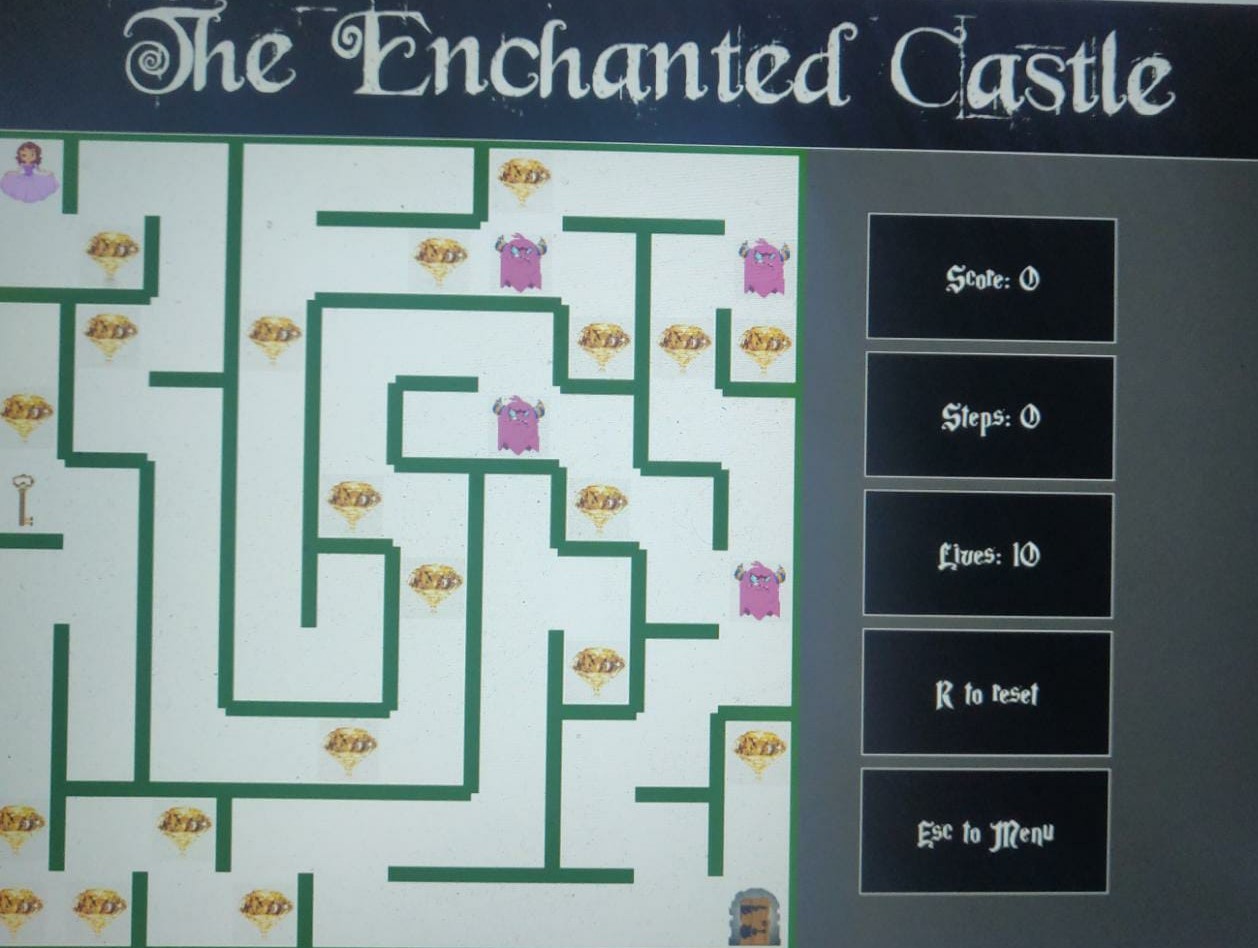 The Enchanted Castle
Score: 0
Steps: 0
Lives: 10
R to reset
Esc to Menu